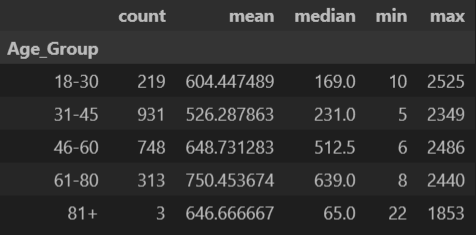 count mean median min max
Age_Group
18-30 219 604.447489 169.0 10 2525
31-45 931 526.287863 231.0 5 2349
46-60 748 648.731283 512.5 6 2486
61-80 313 750.453674 639.0 8 2440
81+ 3 646.666667 65.0 22 1853